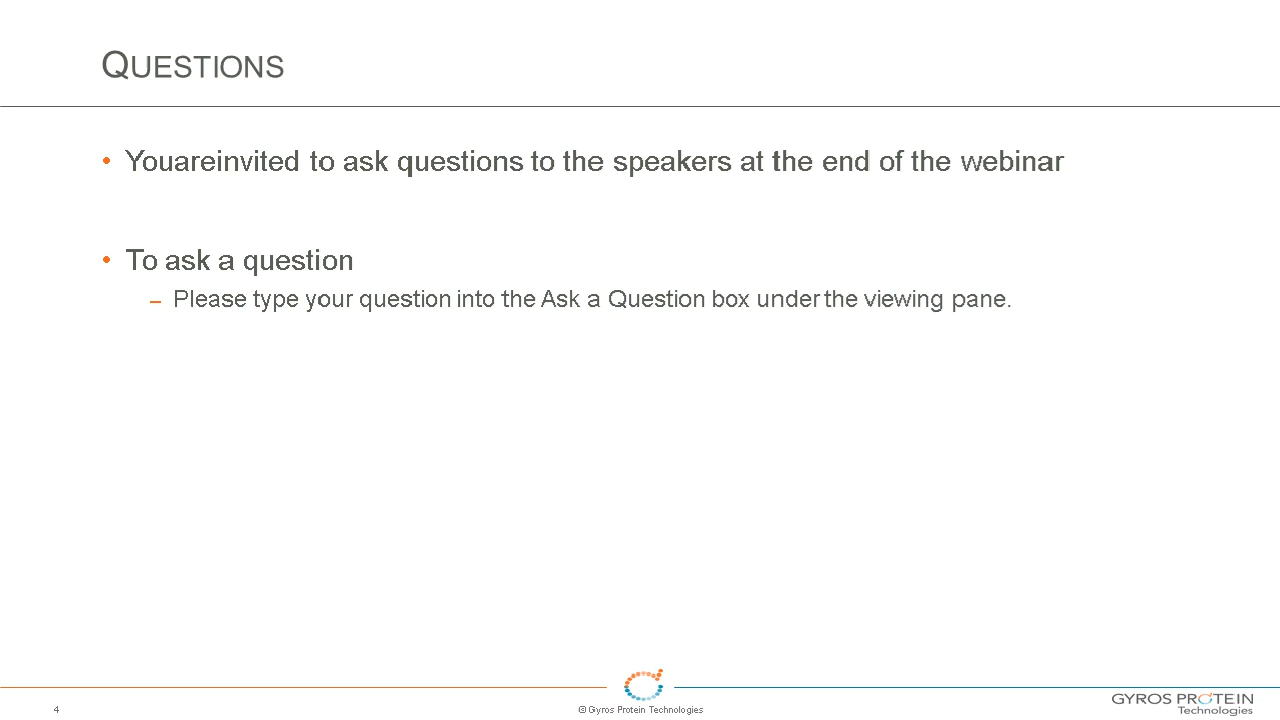 QUESTIONS
• Youareinvited to ask questions to the speakers at the end of the webinar
• To ask a question
– Please type your question into the Ask a Question box under the viewing pane.
4
© Gyros Protein Technologies
GYROS PROTEIN
Technologies